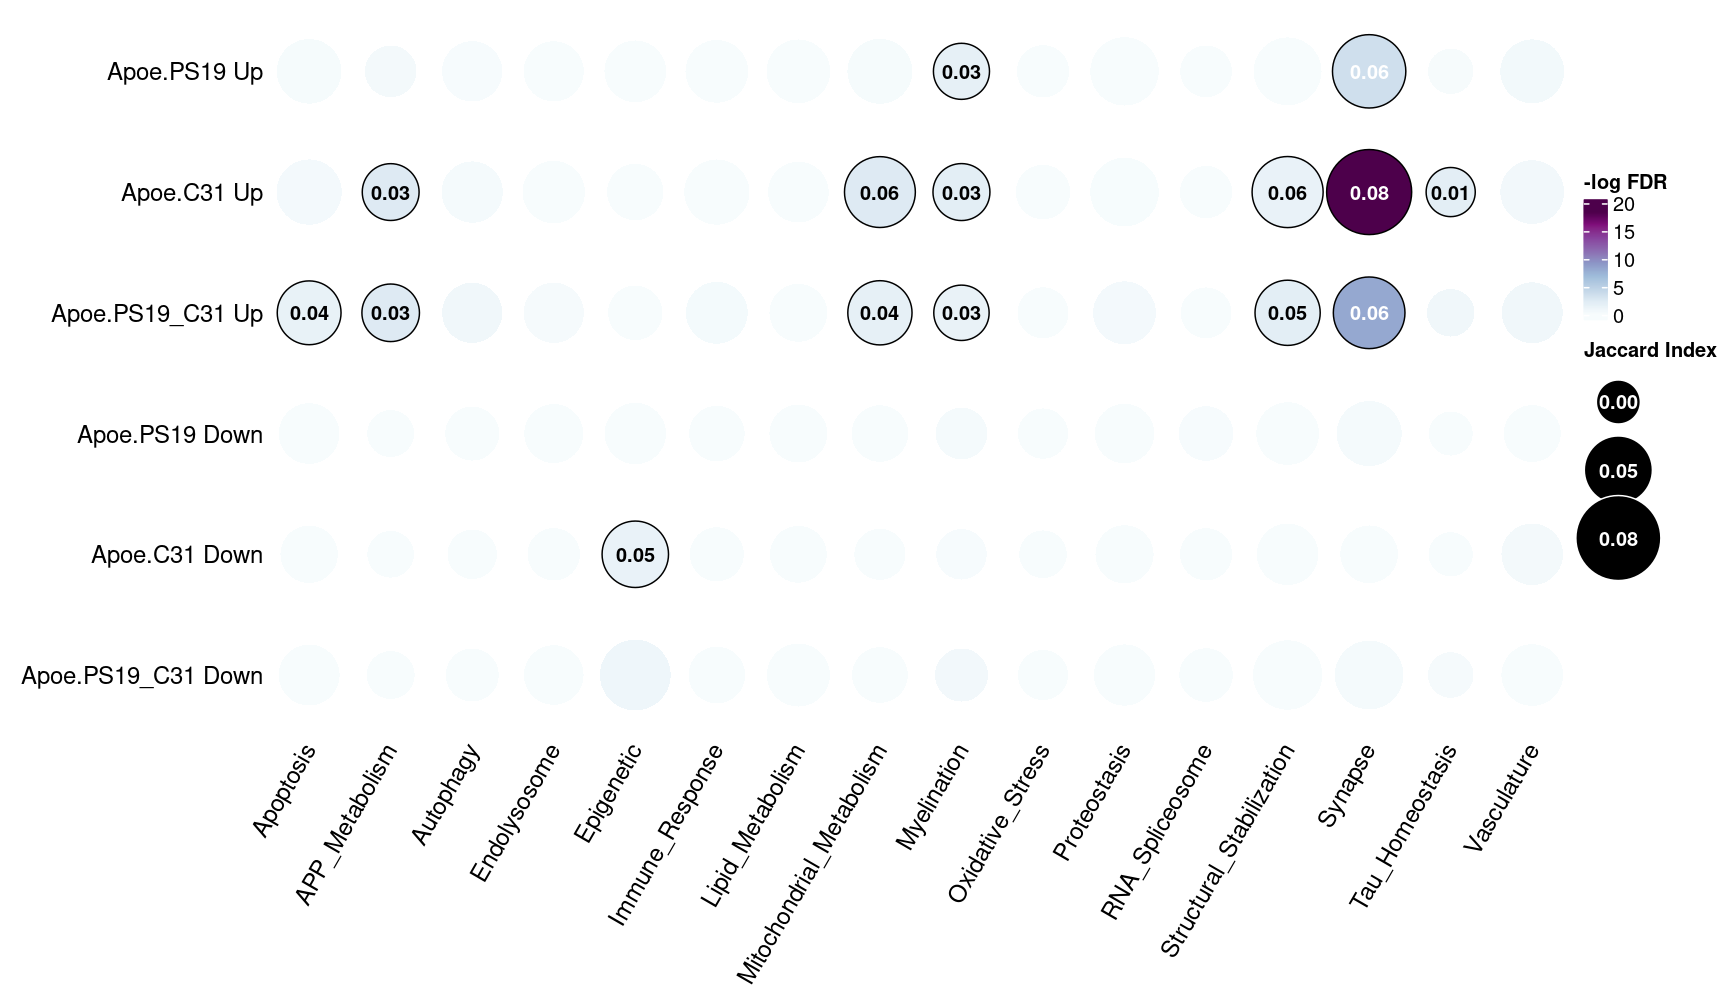 Apoe.PS19 Up
0.03
0.06
Apoe.C31 Up
0.03
0.06
0.03
0.06
0.08
0.01
Apoe.PS19_C31 Up
0.04
0.03
0.04
0.03
0.05
0.06
Apoe.PS19 Down
Apoe.C31 Down
0.05
Apoe.PS19_C31 Down
Apoptosis
APP_Metabolism
Autophagy
Endolysosome
Epigenetic
Immune_Response
Lipid_Metabolism
Mitochondrial_Metabolism
Myelination
Oxidative_Stress
Proteostasis
RNA_Spliceosome
Structural_Stabilization
Synapse
Tau_Homeostasis
Vasculature
-log FDR
20
15
10
5
0
Jaccard Index
0.00
0.05
0.08